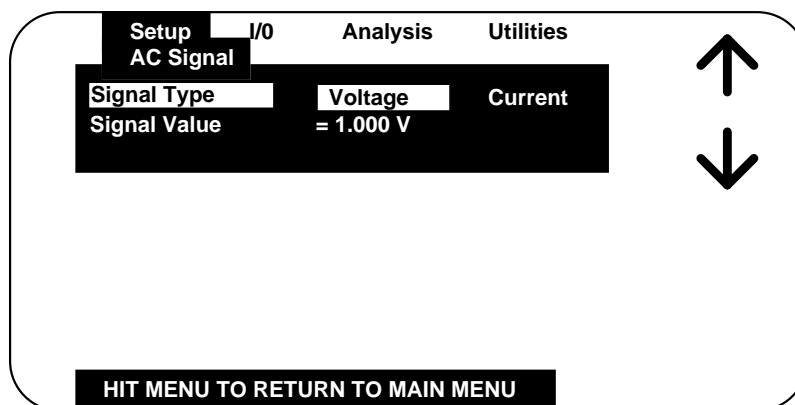 Setup I/0 Analysis Utilities
AC Signal
Signal Type Voltage Current
Signal Value = 1.000 V
HIT MENU TO RETURN TO MAIN MENU